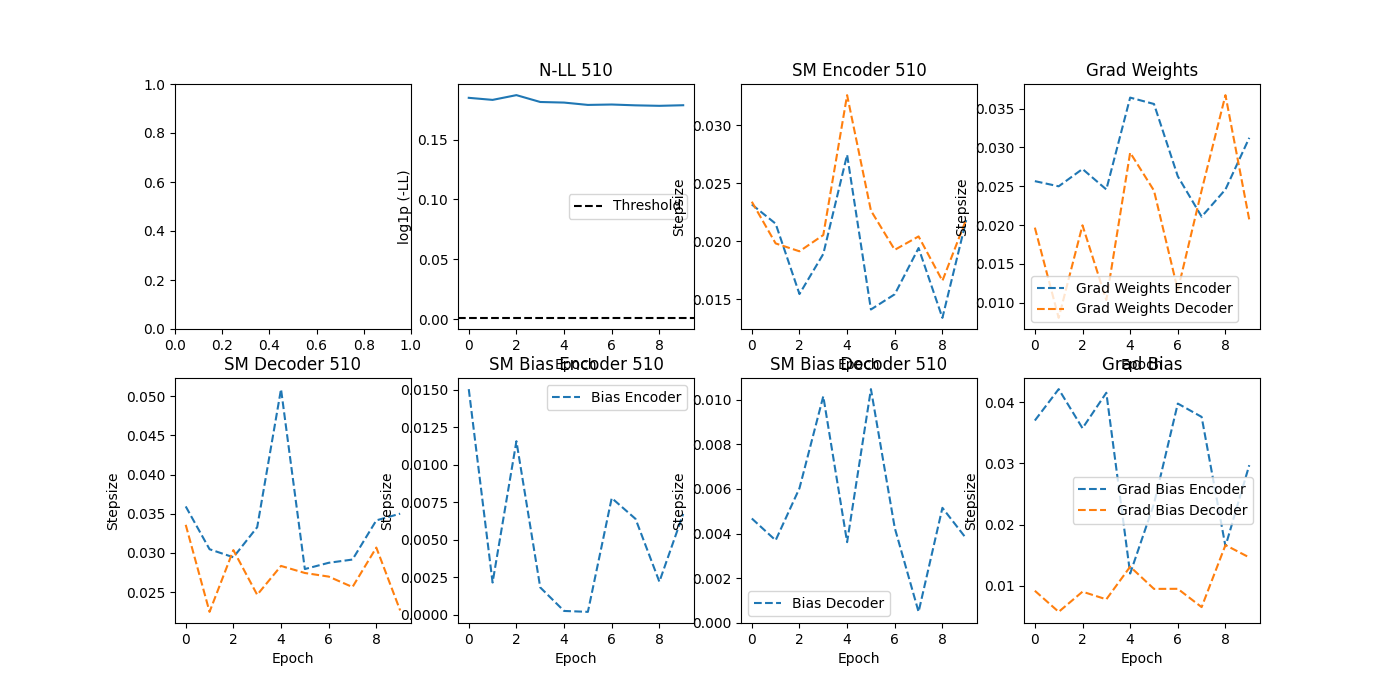 N-LL 510
SM Encoder 510
Grad Weights
1.0
0.8
0.6
0.4
0.2
0.0
0.0 0.2 0.4 0.6 0.8 1.0
log1p (-LL)
0.15
0.10
0.05
0.00
Threshold
0 2 4 6 8
Epoch
Stepsize
0.030
0.025
0.020
0.015
0 2 4 6 8
Epoch
Stepsize
0.035
0.030
0.025
0.020
0.015
0.010
Grad Weights Encoder
Grad Weights Decoder
0 2 4 6 8
Epoch
SM Decoder 510
SM Bias Encoder 510
SM Bias Decoder 510
Grad Bias
Stepsize
0.050
0.045
0.040
0.035
0.030
0.025
0 2 4 6 8
Epoch
Stepsize
0.0150
0.0125
0.0100
0.0075
0.0050
0.0025
0.0000
Bias Encoder
0 2 4 6 8
Epoch
Stepsize
0.010
0.008
0.006
0.004
0.002
0.000
Bias Decoder
0 2 4 6 8
Epoch
Stepsize
0.04
0.03
0.02
0.01
Grad Bias Encoder
Grad Bias Decoder
0 2 4 6 8
Epoch